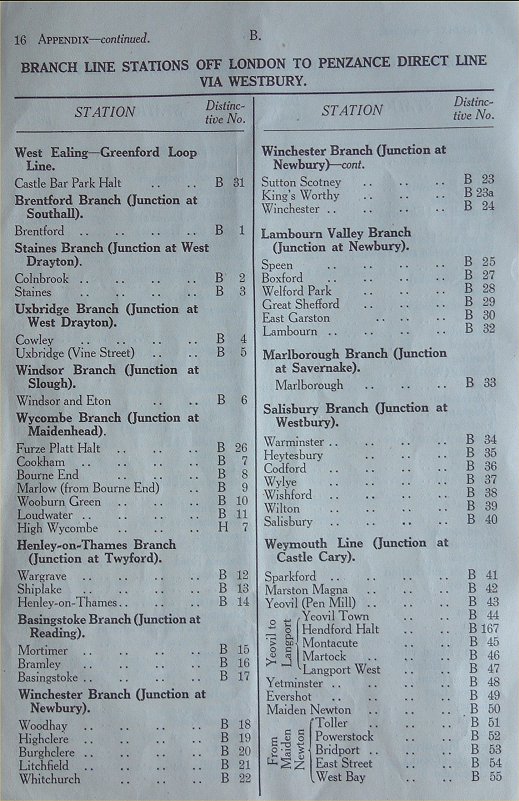 16 APPENDIX—continued.
B.
BRANCH LINE STATIONS OFF LONDON TO PENZANCE DIRECT LINE
VIA WESTBURY.
STATION Distinc-
tive No.
West Ealing—Greenford Loop
Line.
Castle Bar Park Halt .. .. B 31
Brentford Branch (Junction at
Southall).
Brentford .. .. .. .. B 1
Staines Branch (Junction at West
Drayton).
Colnbrook .. .. .. .. B 2
Staines .. .. .. .. B 3
Uxbridge Branch (Junction at
West Drayton).
Cowley .. .. .. .. B 4
Uxbridge (Vine Street) .. .. B 5
Windsor Branch (Junction at
Slough).
Windsor and Eton .. .. B 6
Wycombe Branch (Junction at
Maidenhead).
Furze Platt Halt .. .. .. B 26
Cookham .. .. .. .. B 7
Bourne End .. .. .. B 8
Marlow (from Bourne End) .. B 9
Wooburn Green .. .. .. B 10
Loudwater .. .. .. .. B 11
High Wycombe .. .. .. H 7
Henley-on-Thames Branch
(Junction at Twyford).
Wargrave .. .. .. .. B 12
Shiplake .. .. .. .. B 13
Henley-on-Thames .. .. .. B 14
Basingstoke Branch (Junction at
Reading).
Mortimer .. .. .. .. B 15
Bramley .. .. .. .. B 16
Basingstoke .. .. .. .. B 17
Winchester Branch (Junction at
Newbury).
Woodhay .. .. .. .. B 18
Highclere .. .. .. .. B 19
Burghclere .. .. .. .. B 20
Litchfield .. .. .. .. B 21
Whitchurch .. .. .. B 22
STATION Distinc-
tive No.
Winchester Branch (Junction at
Newbury)—cont.
Sutton Scotney .. .. .. B 23
King's Worthy .. .. .. B 23a
Winchester .. .. .. .. B 24
Lambourn Valley Branch
(Junction at Newbury).
Speen .. .. .. .. B 25
Boxford .. .. .. .. B 27
Welford Park .. .. .. B 28
Great Shefford .. .. .. B 29
East Garston .. .. .. B 30
Lambourn .. .. .. .. B 32
Marlborough Branch (Junction
at Savernake).
Marlborough .. .. .. B 33
Salisbury Branch (Junction at
Westbury).
Warminster .. .. .. .. B 34
Heytesbury .. .. .. B 35
Codford .. .. .. .. B 36
Wylye .. .. .. .. B 37
Wishford .. .. .. .. B 38
Wilton .. .. .. .. B 39
Salisbury .. .. .. .. B 40
Weymouth Line (Junction at
Castle Cary).
Sparkford .. .. .. .. B 41
Marston Magna .. .. .. B 42
Yeovil (Pen Mill) .. .. .. B 43
Yeovil to
Langport
Yeovil Town .. .. B 44
Hendford Halt .. .. B 167
Montacute .. .. B 45
Martock .. .. .. B 46
Langport West .. .. B 47
Yetminster .. .. .. .. B 48
Evershot .. .. .. .. B 49
Maiden Newton .. .. .. B 50
From
Maiden
Newton
Toller .. .. .. B 51
Powerstock .. .. B 52
Bridport .. .. .. B 53
East Street .. .. B 54
West Bay .. .. B 55